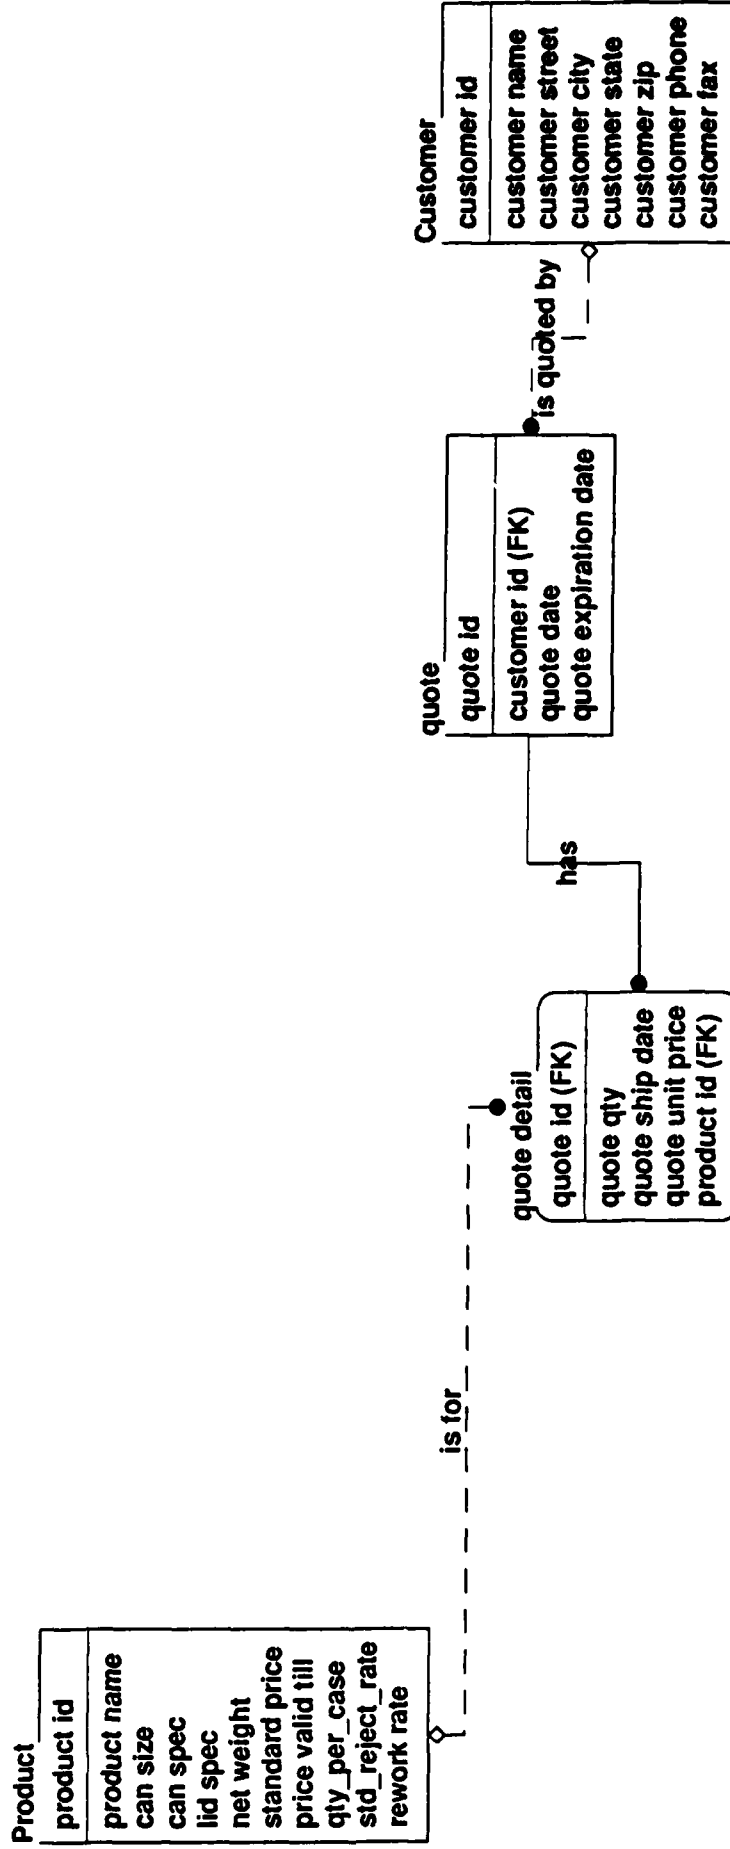 Product
product id
product name
can size
can spec
lid spec
net weight
standard price
price valid till
qty_per_case
std_reject_rate
rework rate
is for
quote detail
quote id (FK)
quote qty
quote ship date
quote unit price
product id (FK)
has
quote
quote id
customer id (FK)
quote date
quote expiration date
is quoted by
Customer
customer id
customer name
customer street
customer city
customer state
customer zip
customer phone
customer fax